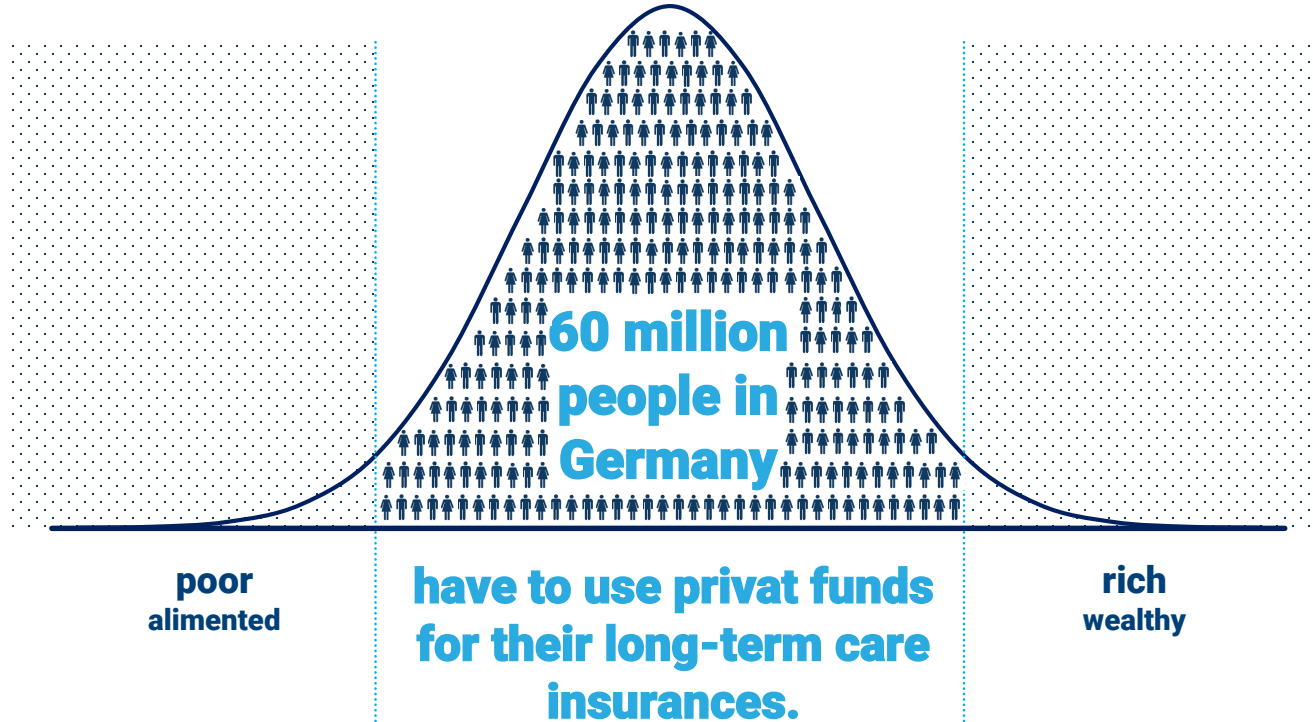 60 million
people in
Germany
have to use privat funds
for their long-term care
insurances.
poor
alimented
rich
wealthy